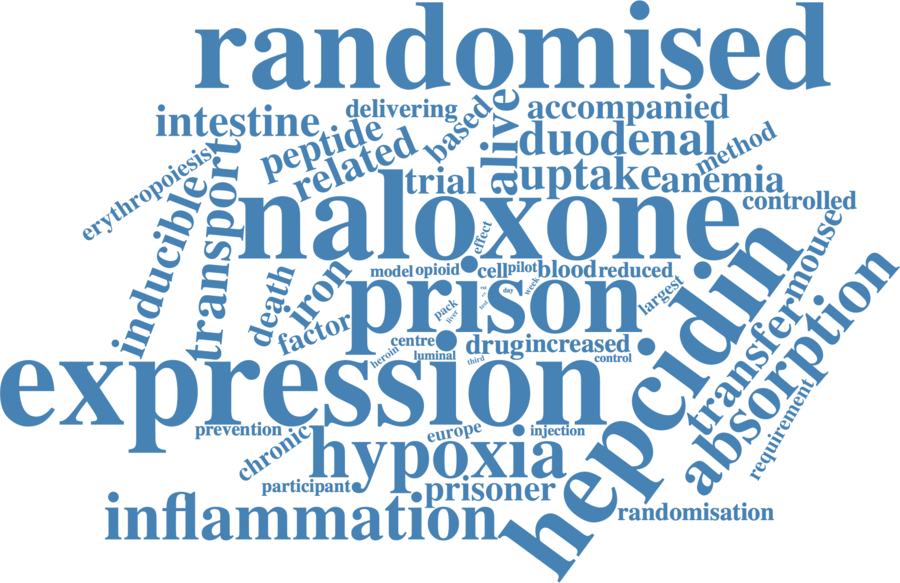 randomised
delivering
accompanied
intestine
peptide
based
alive
duodenal
method
related
erythropoiesis
transport
trial
uptake
anemia
inducible
naloxone
controlled
effect
hepcidin
mouse
death
iron
model
opioid
cell
pilot
blood
reduced
prison
pack
liver
day
week
largest
transfer
absorption
factor
centre
drug
increased
heroin
luminal
third
control
expression
requirement
prevention
chronic
hypoxia
europe
injection
participant
prisoner
inflammation
randomisation